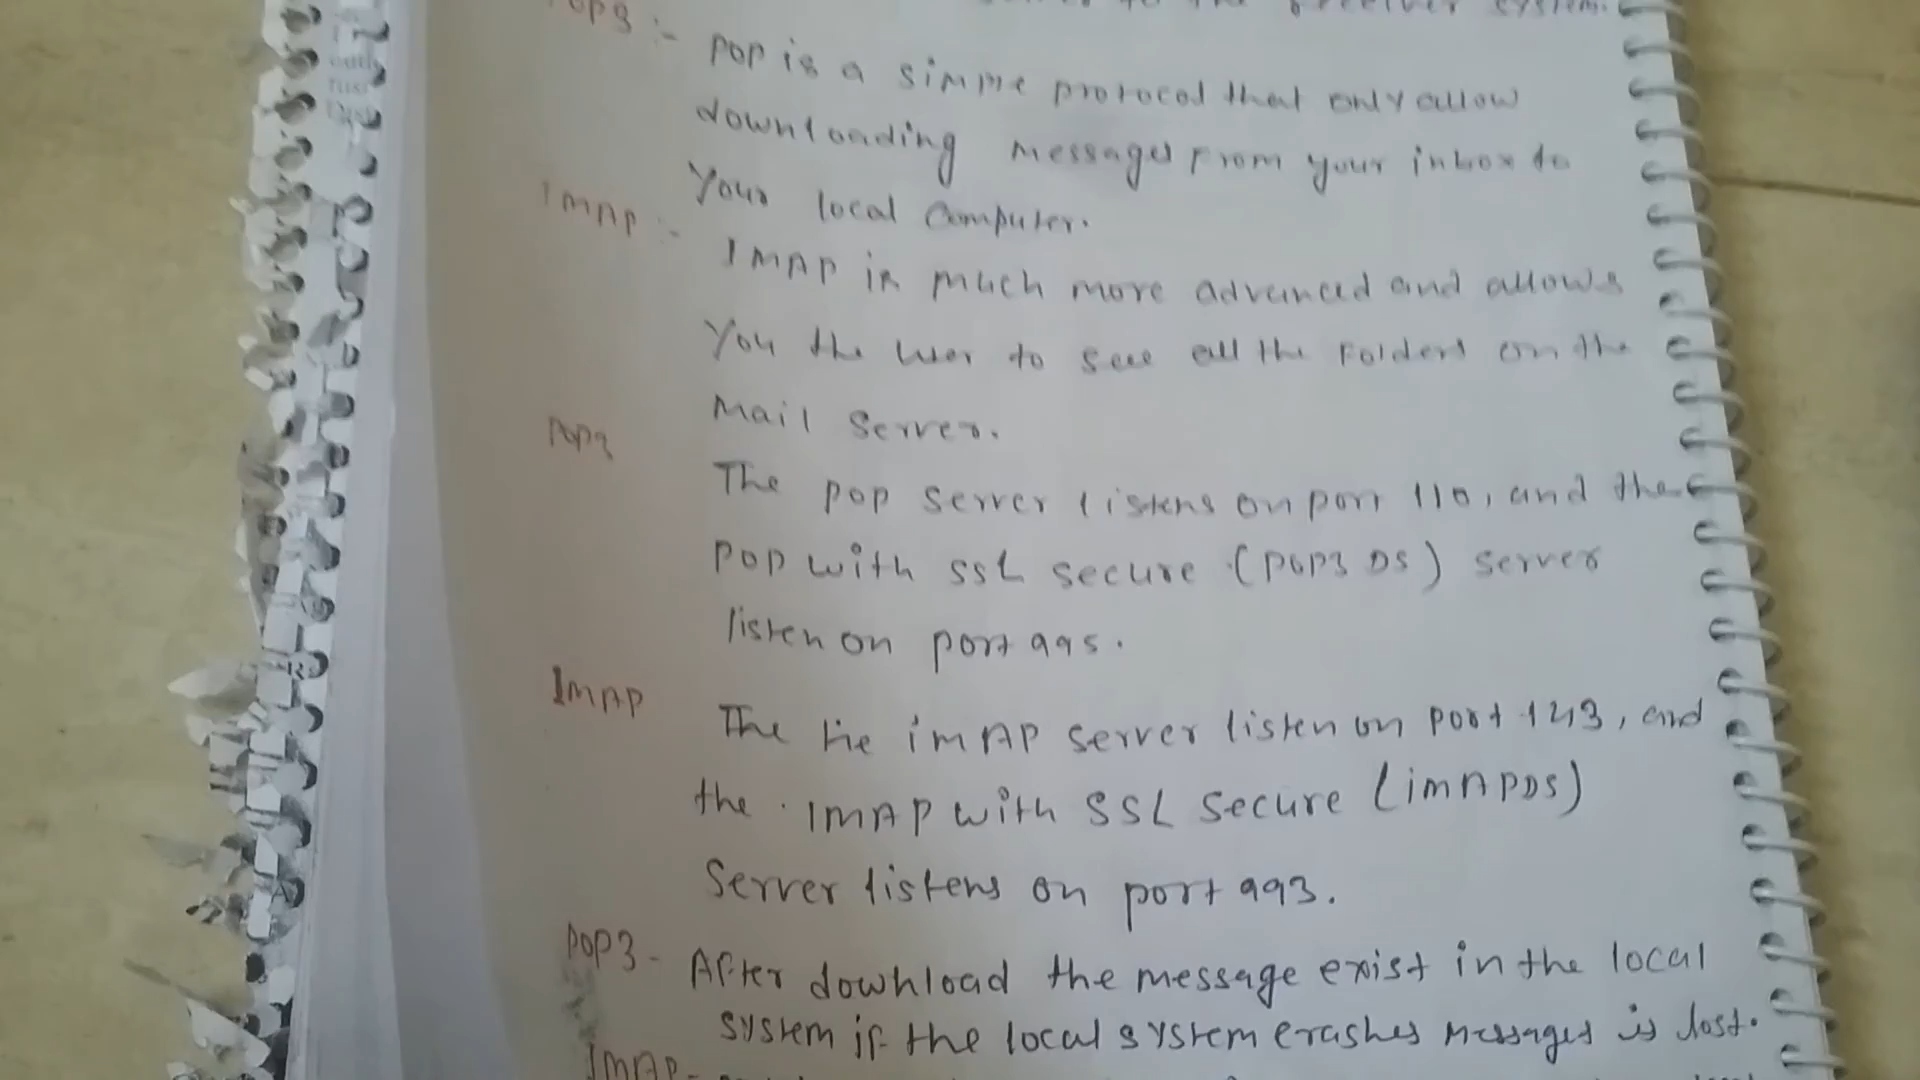 POP3 :-
POP is a simple protocol that only allow
downloading messages From your inbox to
your local computer.
IMAP :- IMAP is much more advanced and allows
you the user to see all the Folders on the
Mail Server.
POP3
The POP server listens on port 110, and the
POP with SSL secure (POP3 DS) server
listen on port 995.
IMAP
The tie iMAP server listen on port 143, and
the IMAP with SSL Secure (iMAPDS)
Server listens on port 993.
POP3 - After download the message exist in the local
system if the local system crashes messages is lost.
IMAP -